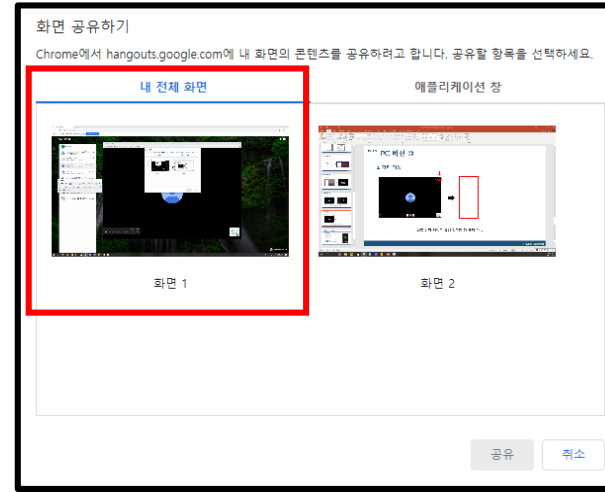 화면 공유하기
Chrome에서 hangouts.google.com에 내 화면의 콘텐츠를 공유하려고 합니다. 공유할 항목을 선택하세요.
내 전체 화면
애플리케이션 창
PC 버전
화면 1
화면 2
공유
취소